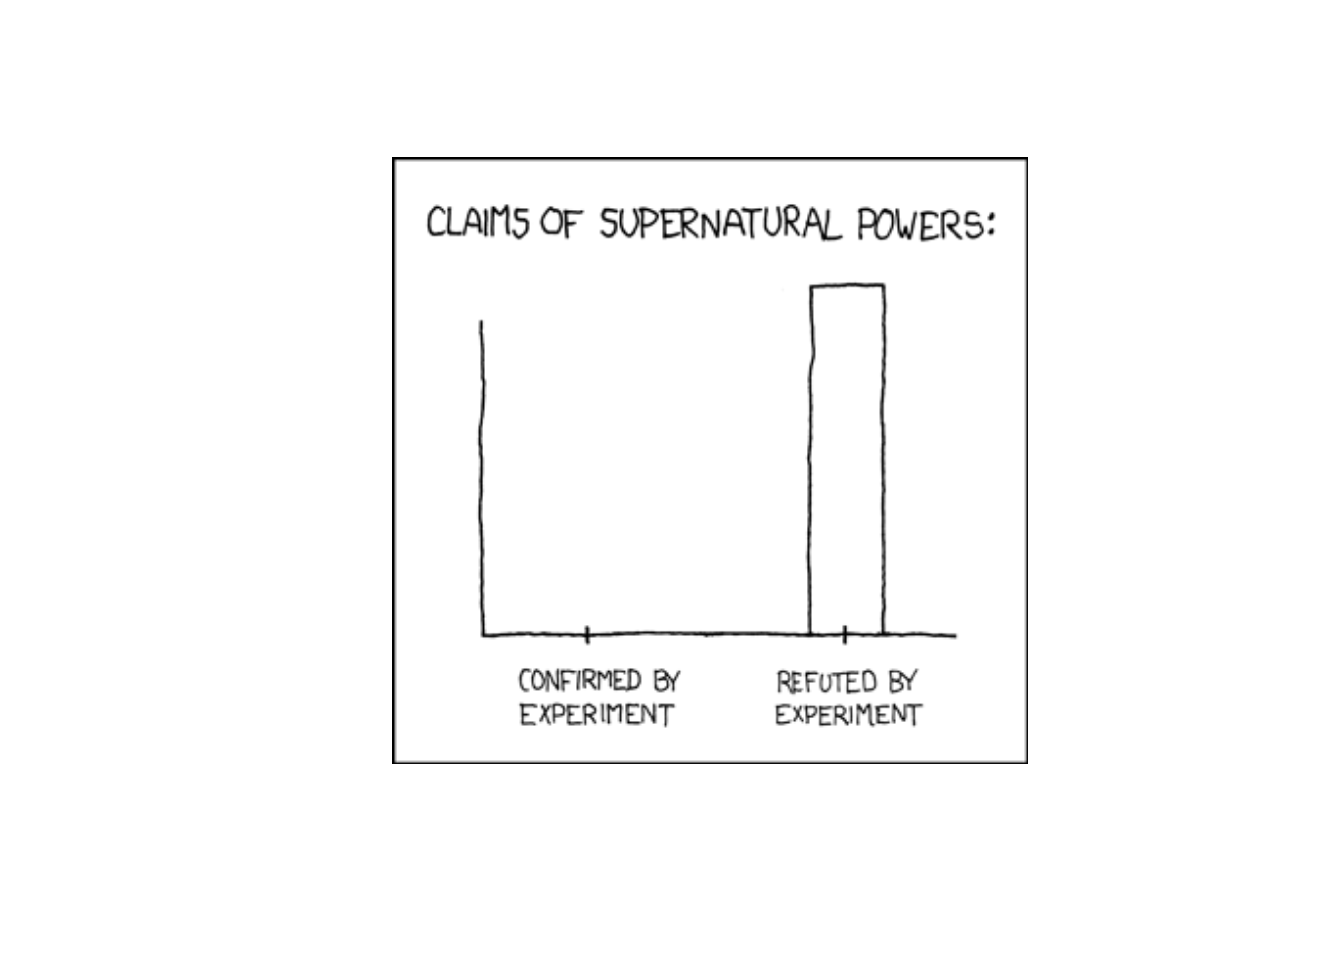 CLAIMS OF SUPERNATURAL POWERS:
CONFIRMED BY
EXPERIMENT
REFUTED BY
EXPERIMENT